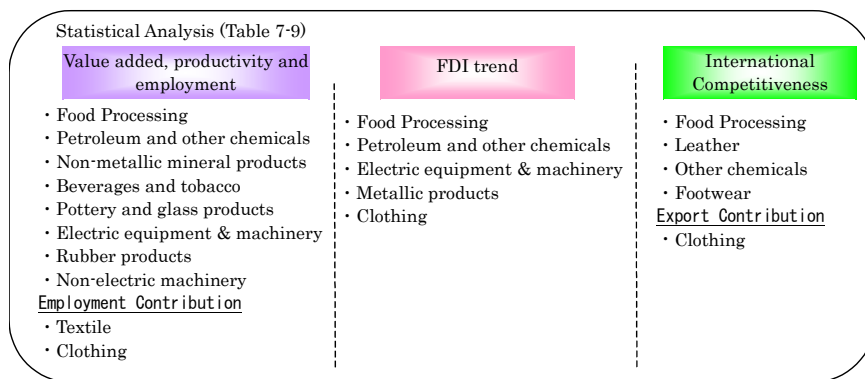 Statistical Analysis (Table 7-9)
Value added, productivity and
employment
・Food Processing
・Petroleum and other chemicals
・Non-metallic mineral products
・Beverages and tobacco
・Pottery and glass products
・Electric equipment & machinery
・Rubber products
・Non-electric machinery
Employment Contribution
・Textile
・Clothing
FDI trend
・Food Processing
・Petroleum and other chemicals
・Electric equipment & machinery
・Metallic products
・Clothing
International
Competitiveness
・Food Processing
・Leather
・Other chemicals
・Footwear
Export Contribution
・Clothing